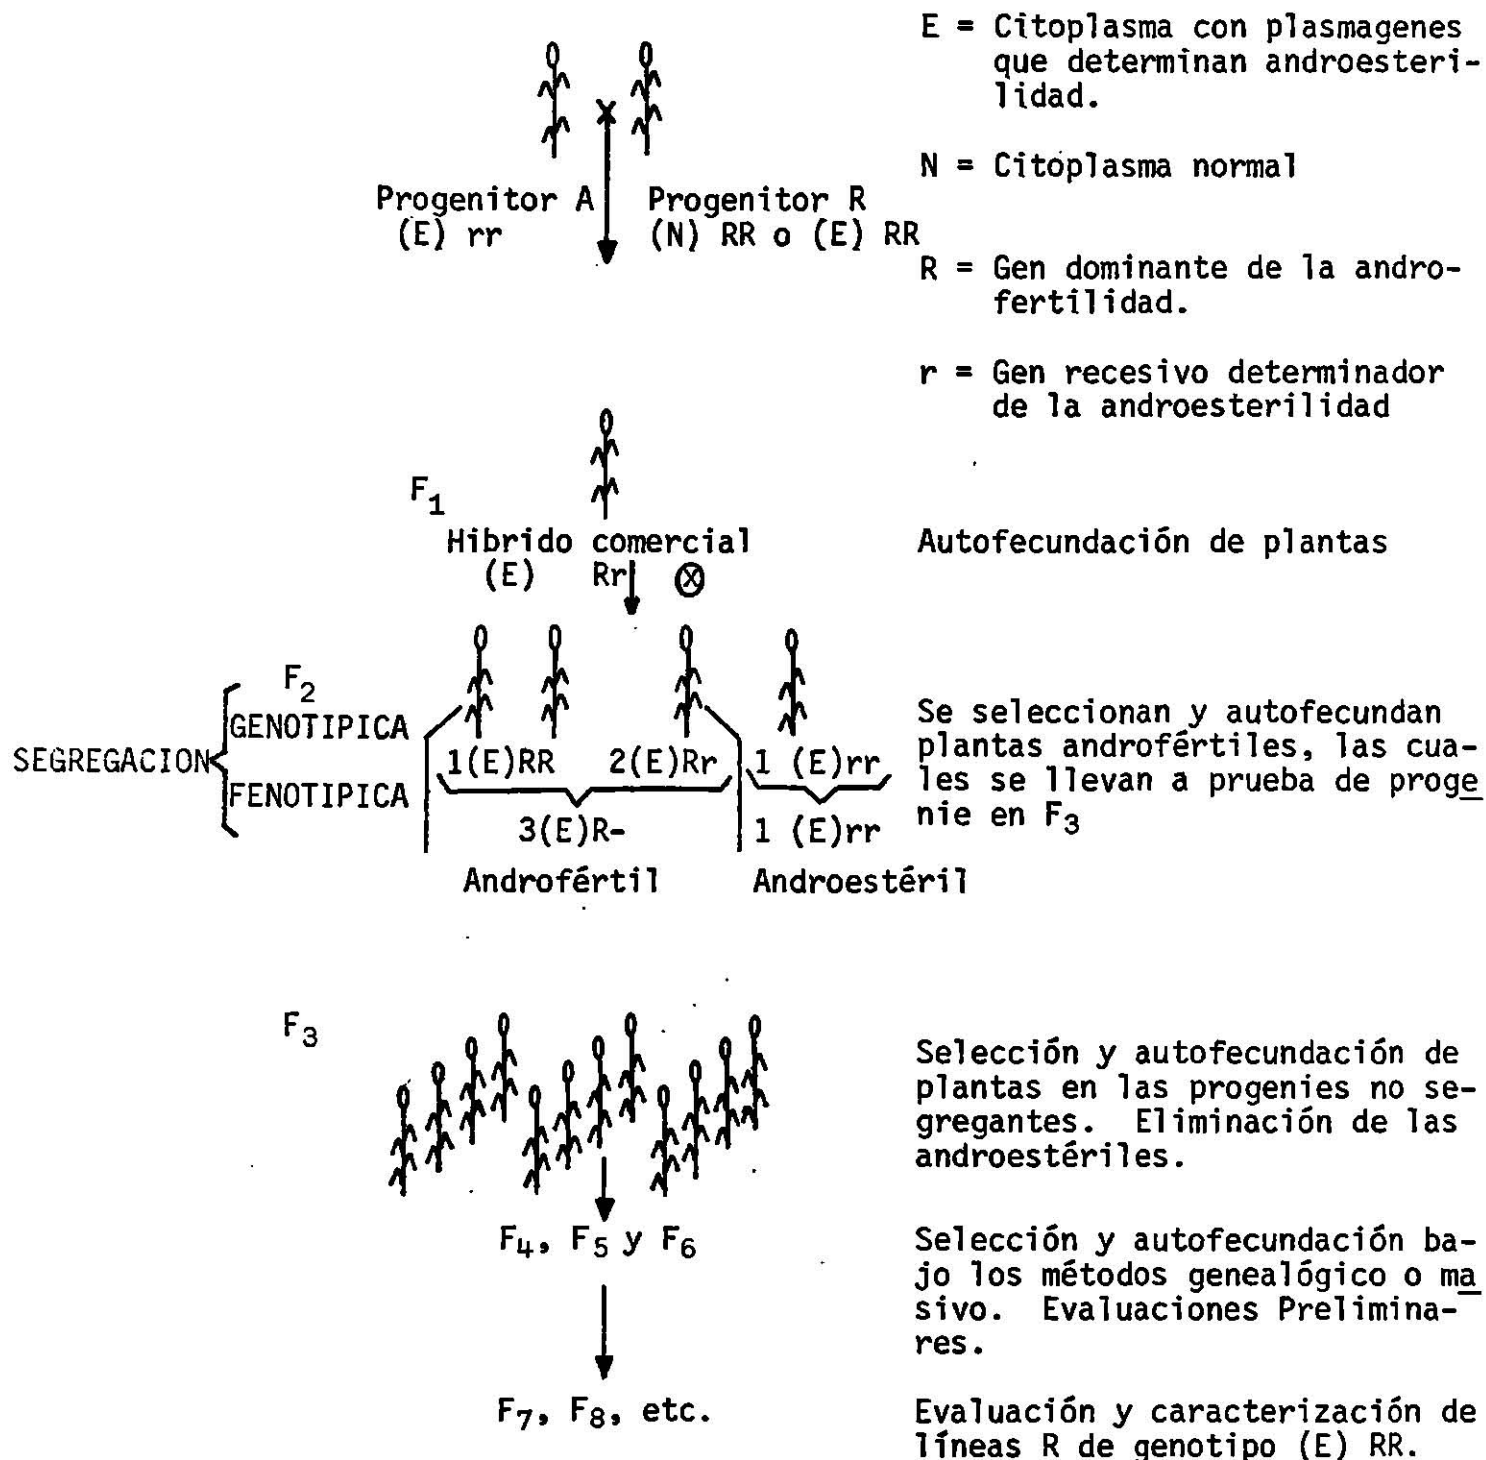 E = Citoplasma con plasmagenes
que determinan androesteri-
lidad.
N = Citoplasma normal
Progenitor A
(E) rr
Progenitor R
(N) RR o (E) RR
R = Gen dominante de la andro-
fertilidad.
r = Gen recesivo determinador
de la androesterilidad
F1
Hibrido comercial
(E) Rr ⊗
Autofecundación de plantas
F2
SEGREGACION
GENOTIPICA
FENOTIPICA
1(E)RR 2(E)Rr 1 (E)rr
3(E)R- 1 (E)rr
Androfértil Androestéril
Se seleccionan y autofecundan
plantas androfértiles, las cua-
les se llevan a prueba de proge
nie en F3
F3
Selección y autofecundación de
plantas en las progenies no se-
gregantes. Eliminación de las
androestériles.
F4, F5 y F6
Selección y autofecundación ba-
jo los métodos genealógico o ma
sivo. Evaluaciones Prelimina-
res.
F7, F8, etc.
Evaluación y caracterización de
líneas R de genotipo (E) RR.